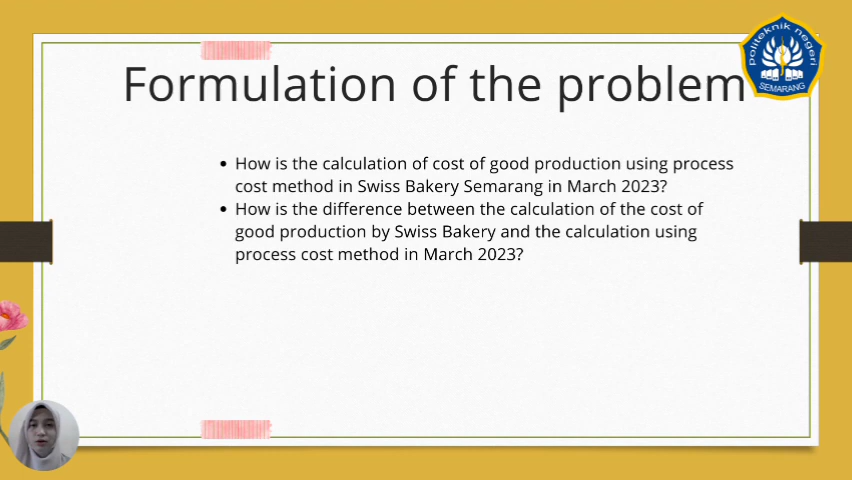 Formulation of the problem
politeknik negeri
SEMARANG
• How is the calculation of cost of good production using process
cost method in Swiss Bakery Semarang in March 2023?
• How is the difference between the calculation of the cost of
good production by Swiss Bakery and the calculation using
process cost method in March 2023?